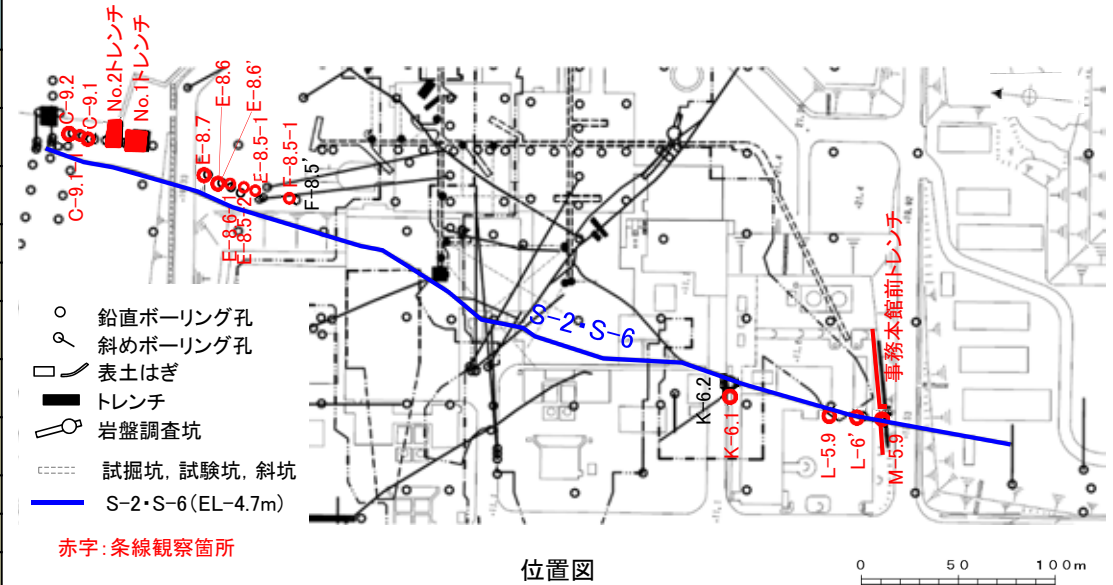 C-9.2
C-9.1
No.2トレンチ
No.1トレンチ
C-9.1-1
E-8.7
E-8.6
E-8.6'
E-8.5-1
F-8.5-1
F-8.5'
E-8.6-1
E-8.5-2
S-2・S-6
K-6.2
K-6.1
L-5.9
L-6'
M-5.9
事務本館前トレンチ
鉛直ボーリング孔
斜めボーリング孔
表土はぎ
トレンチ
岩盤調査坑
試掘坑, 試験坑, 斜坑
S-2・S-6(EL-4.7m)
赤字:条線観察箇所
位置図
0 50 100m